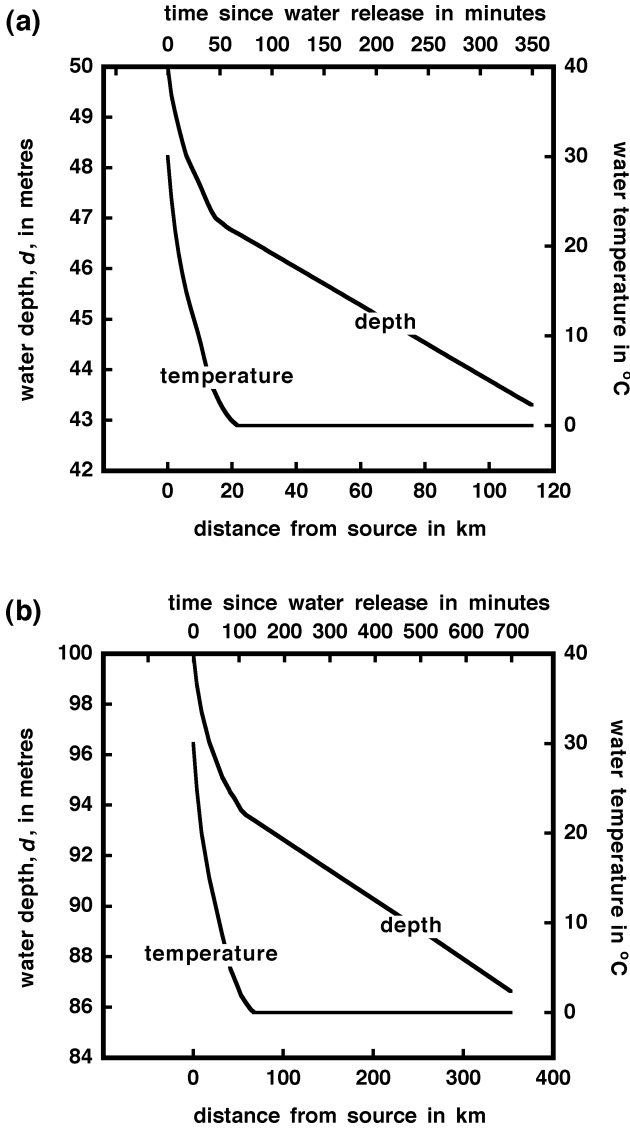 (a)
time since water release in minutes
0 50 100 150 200 250 300 350
50
49
48
47
46
45
44
43
42
water depth, d, in metres
40
30
20
10
0
water temperature in °C
depth
temperature
0 20 40 60 80 100 120
distance from source in km
(b)
time since water release in minutes
0 100 200 300 400 500 600 700
100
98
96
94
92
90
88
86
84
water depth, d, in metres
40
30
20
10
0
water temperature in °C
depth
temperature
0 100 200 300 400
distance from source in km